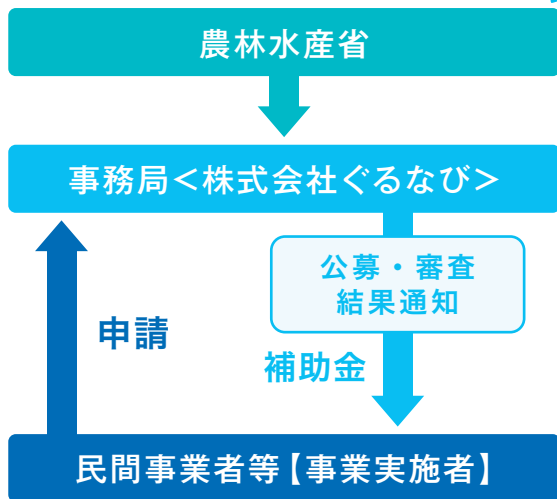 農林水産省
事務局<株式会社ぐるなび>
公募・審査
結果通知
申請
補助金
民間事業者等【事業実施者】